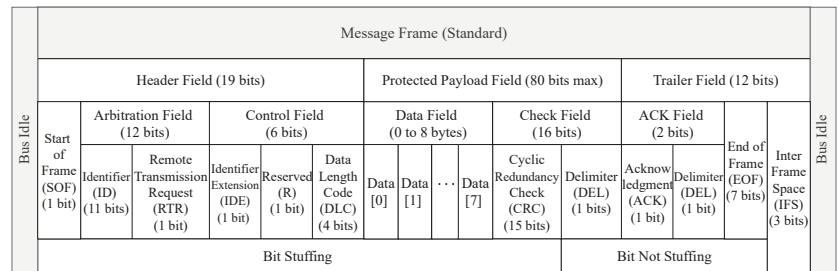 Message Frame (Standard)
Bus Idle
Header Field (19 bits)
Protected Payload Field (80 bits max)
Trailer Field (12 bits)
Bus Idle
Start
of
Frame
(SOF)
(1 bit)
Arbitration Field
(12 bits)
Control Field
(6 bits)
Data Field
(0 to 8 bytes)
Check Field
(16 bits)
ACK Field
(2 bits)
End of
Frame
(EOF)
(7 bits)
Inter
Frame
Space
(IFS)
(3 bits)
Identifier
(ID)
(11 bits)
Remote
Transmission
Request
(RTR)
(1 bit)
Identifier
Extension
(IDE)
(1 bit)
Reserved
(R)
(1 bit)
Data
Length
Code
(DLC)
(4 bits)
Data
[0]
Data
[1]
···
Data
[7]
Cyclic
Redundancy
Check
(CRC)
(15 bits)
Delimiter
(DEL)
(1 bits)
Acknow
ledgment
(ACK)
(1 bit)
Delimiter
(DEL)
(1 bit)
Bit Stuffing
Bit Not Stuffing